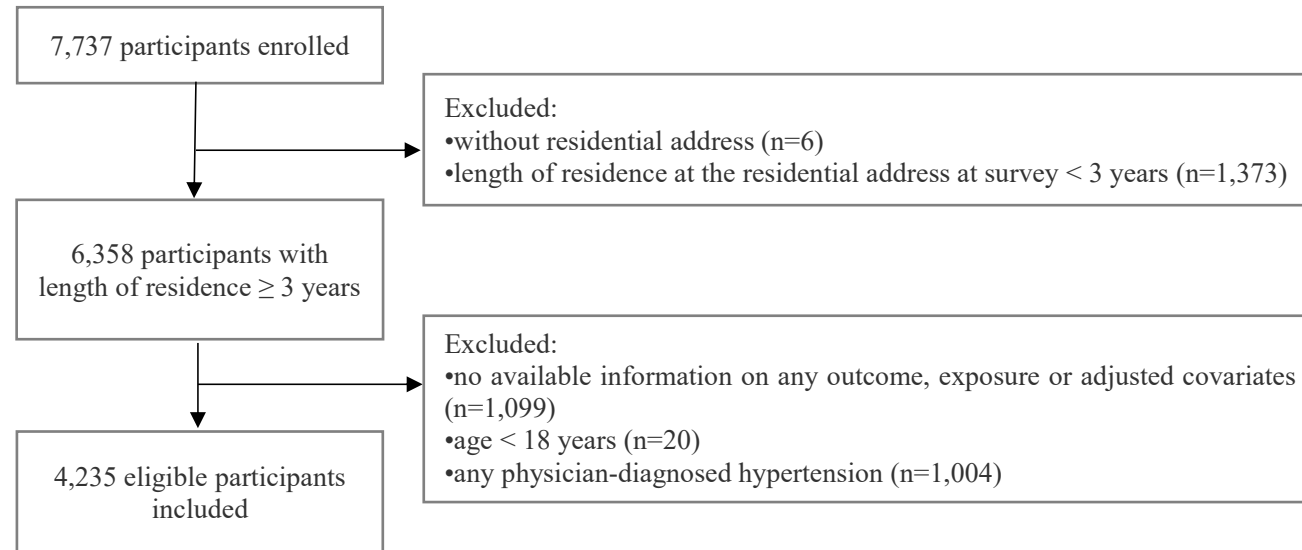 7,737 participants enrolled
Excluded:
•without residential address (n=6)
•length of residence at the residential address at survey < 3 years (n=1,373)
6,358 participants with
length of residence ≥ 3 years
Excluded:
•no available information on any outcome, exposure or adjusted covariates
(n=1,099)
•age < 18 years (n=20)
•any physician-diagnosed hypertension (n=1,004)
4,235 eligible participants
included